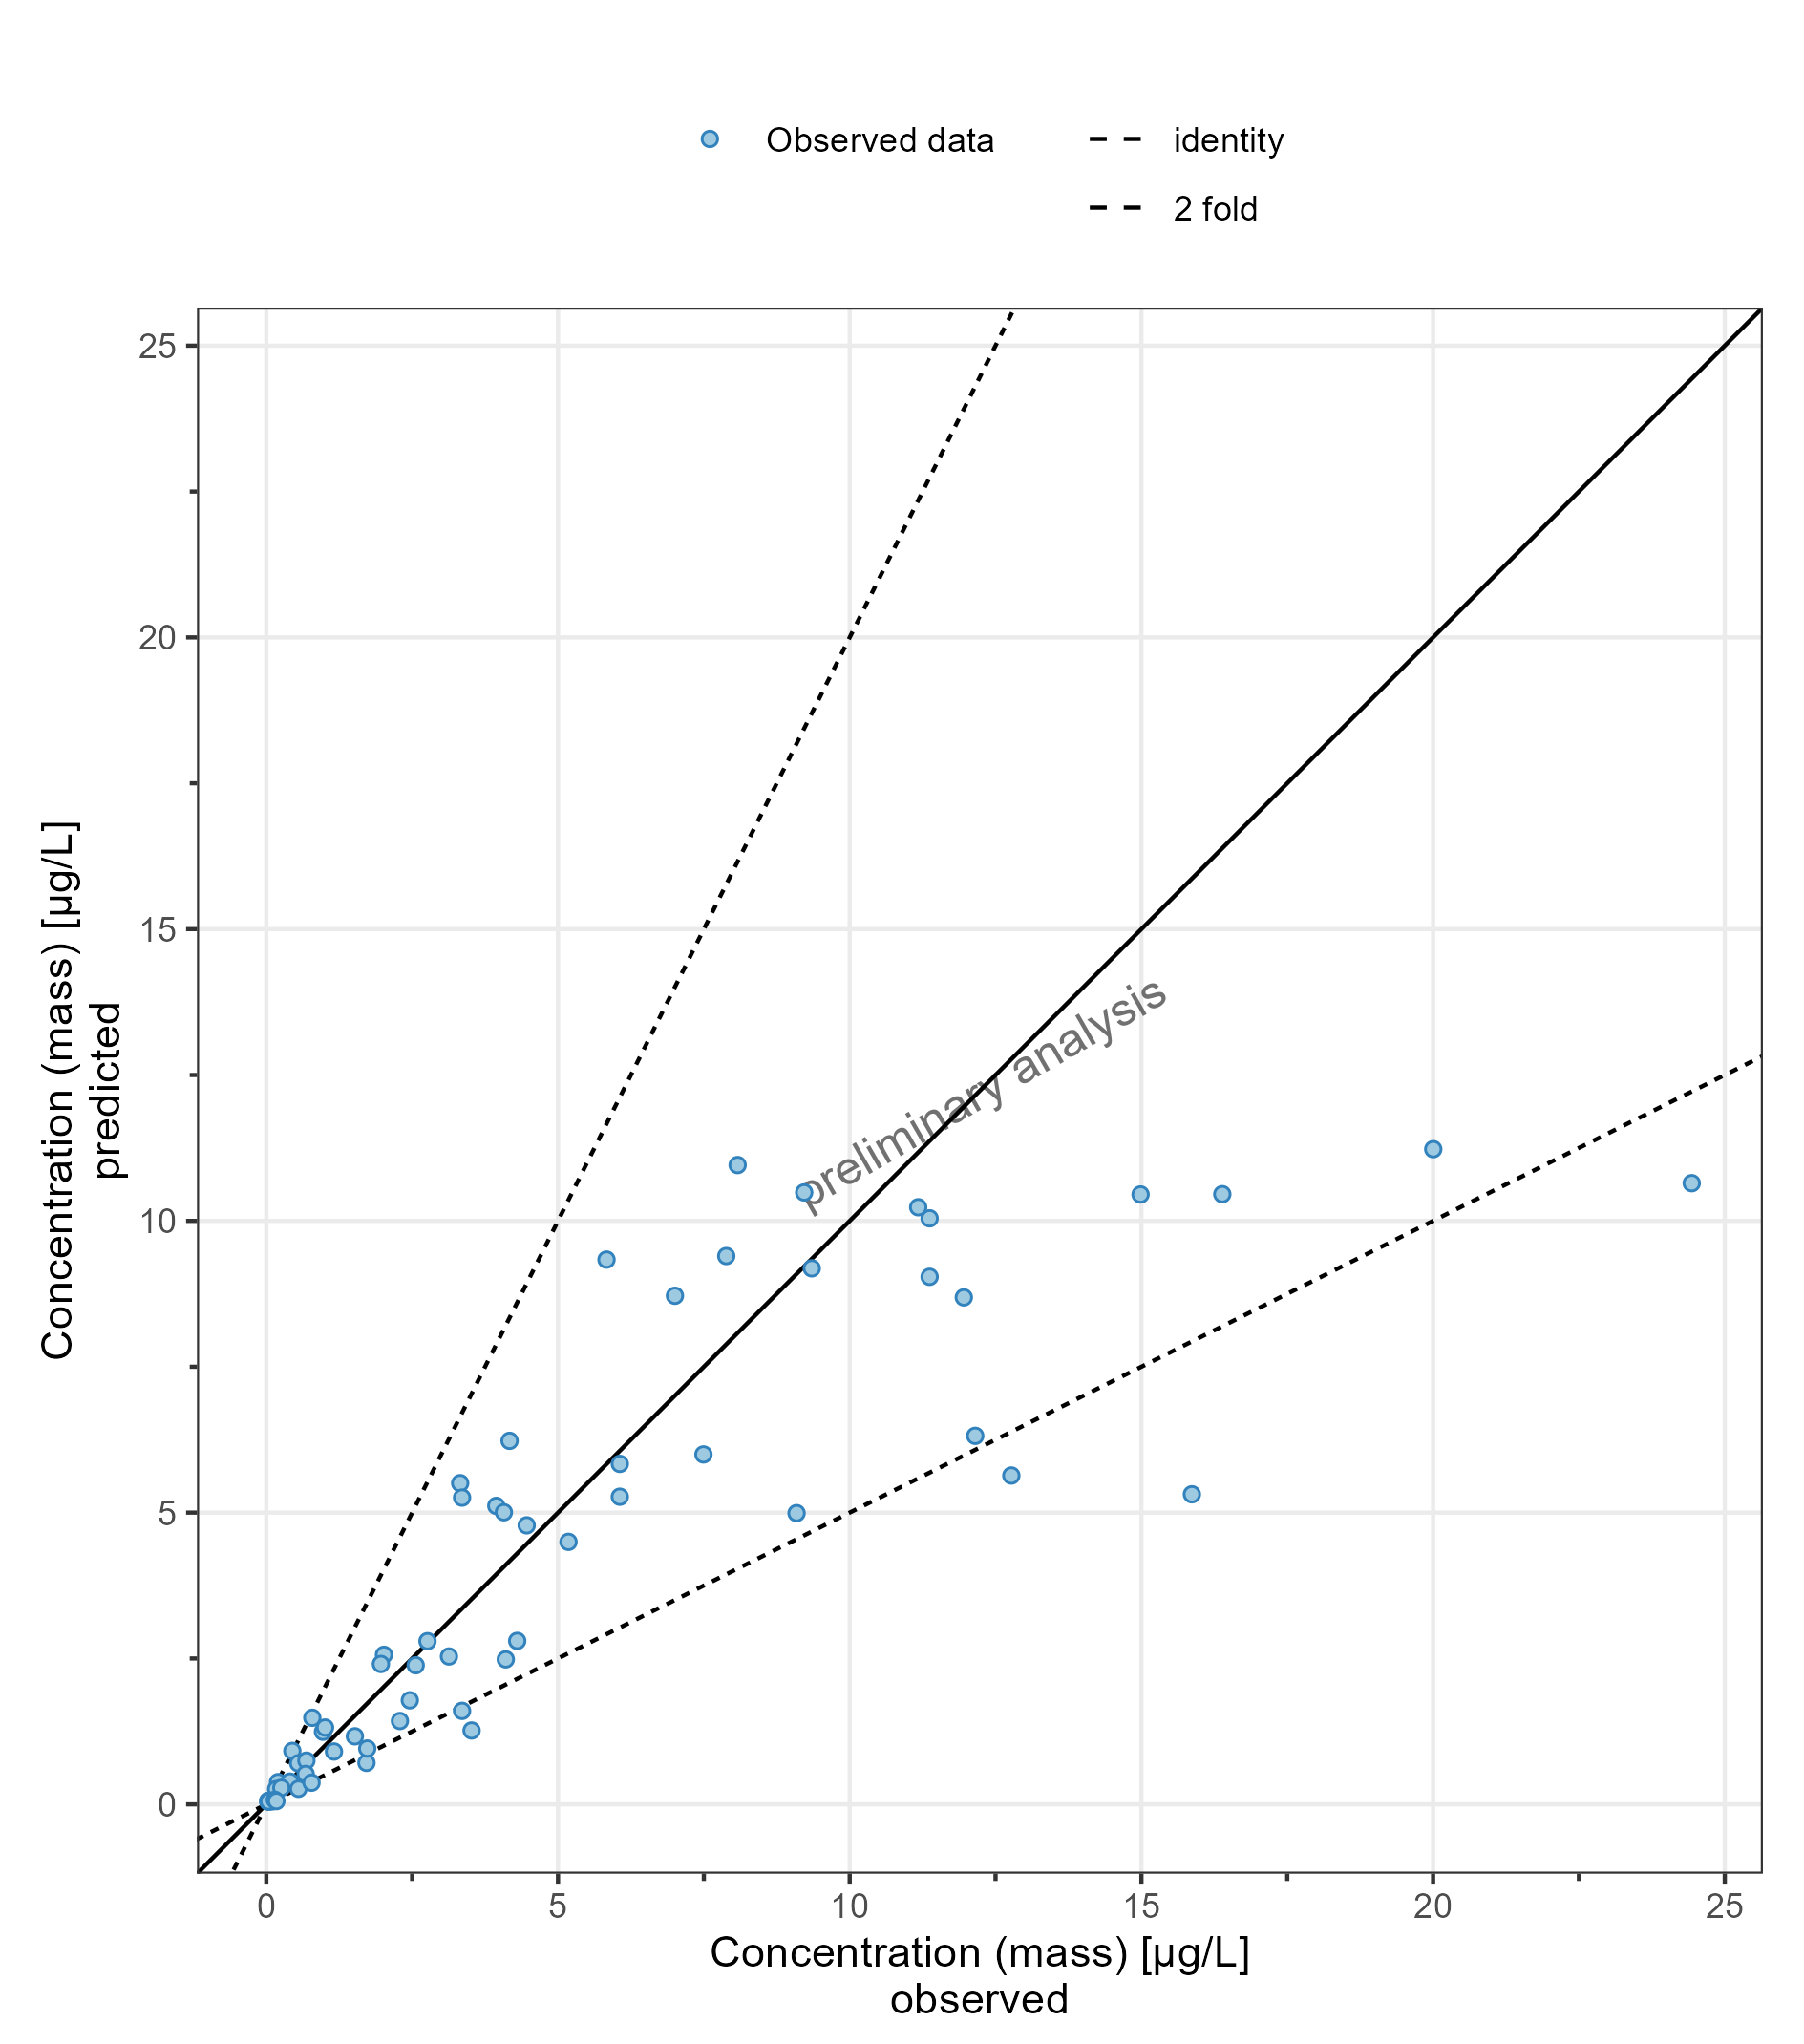 Observed data
identity
2 fold
25
20
15
10
5
0
Concentration (mass) [µg/L]
predicted
preliminary analysis
0
5
10
15
20
25
Concentration (mass) [µg/L]
observed